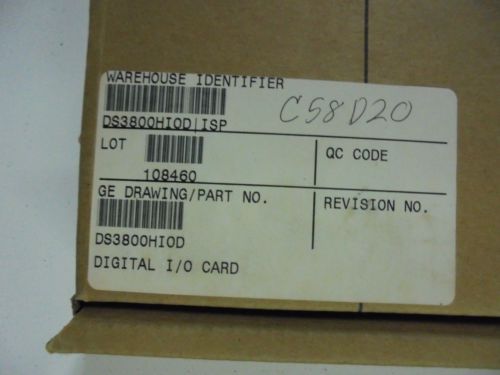 WAREHOUSE IDENTIFIER
C58D20
DS3800HIOD|ISP
LOT
108460
QC CODE
GE DRAWING/PART NO.
REVISION NO.
DS3800HIOD
DIGITAL I/O CARD